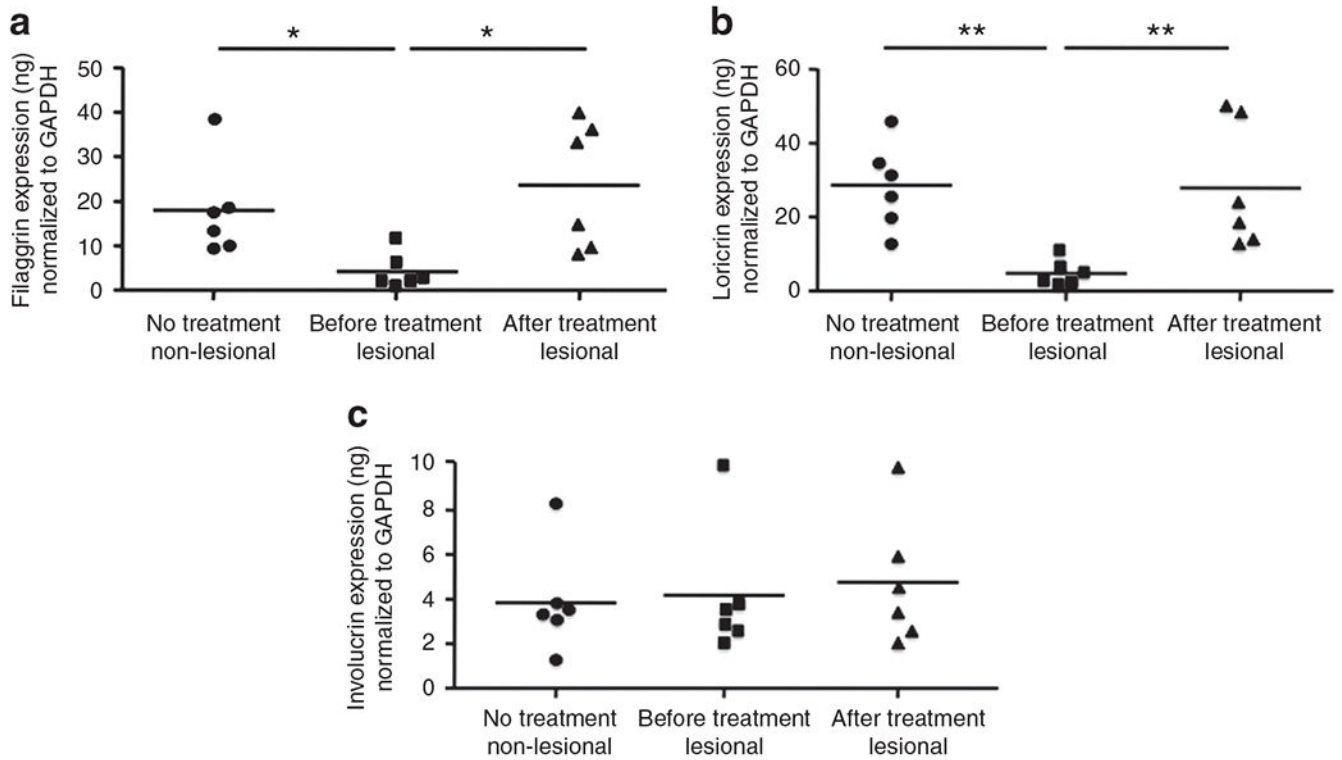 a
* *
Filaggrin expression (ng)
normalized to GAPDH
50
40
30
20
10
0
No treatment
non-lesional
Before treatment
lesional
After treatment
lesional
b
** **
Loricrin expression (ng)
normalized to GAPDH
60
40
20
0
No treatment
non-lesional
Before treatment
lesional
After treatment
lesional
c
Involucrin expression (ng)
normalized to GAPDH
10
8
6
4
2
0
No treatment
non-lesional
Before treatment
lesional
After treatment
lesional